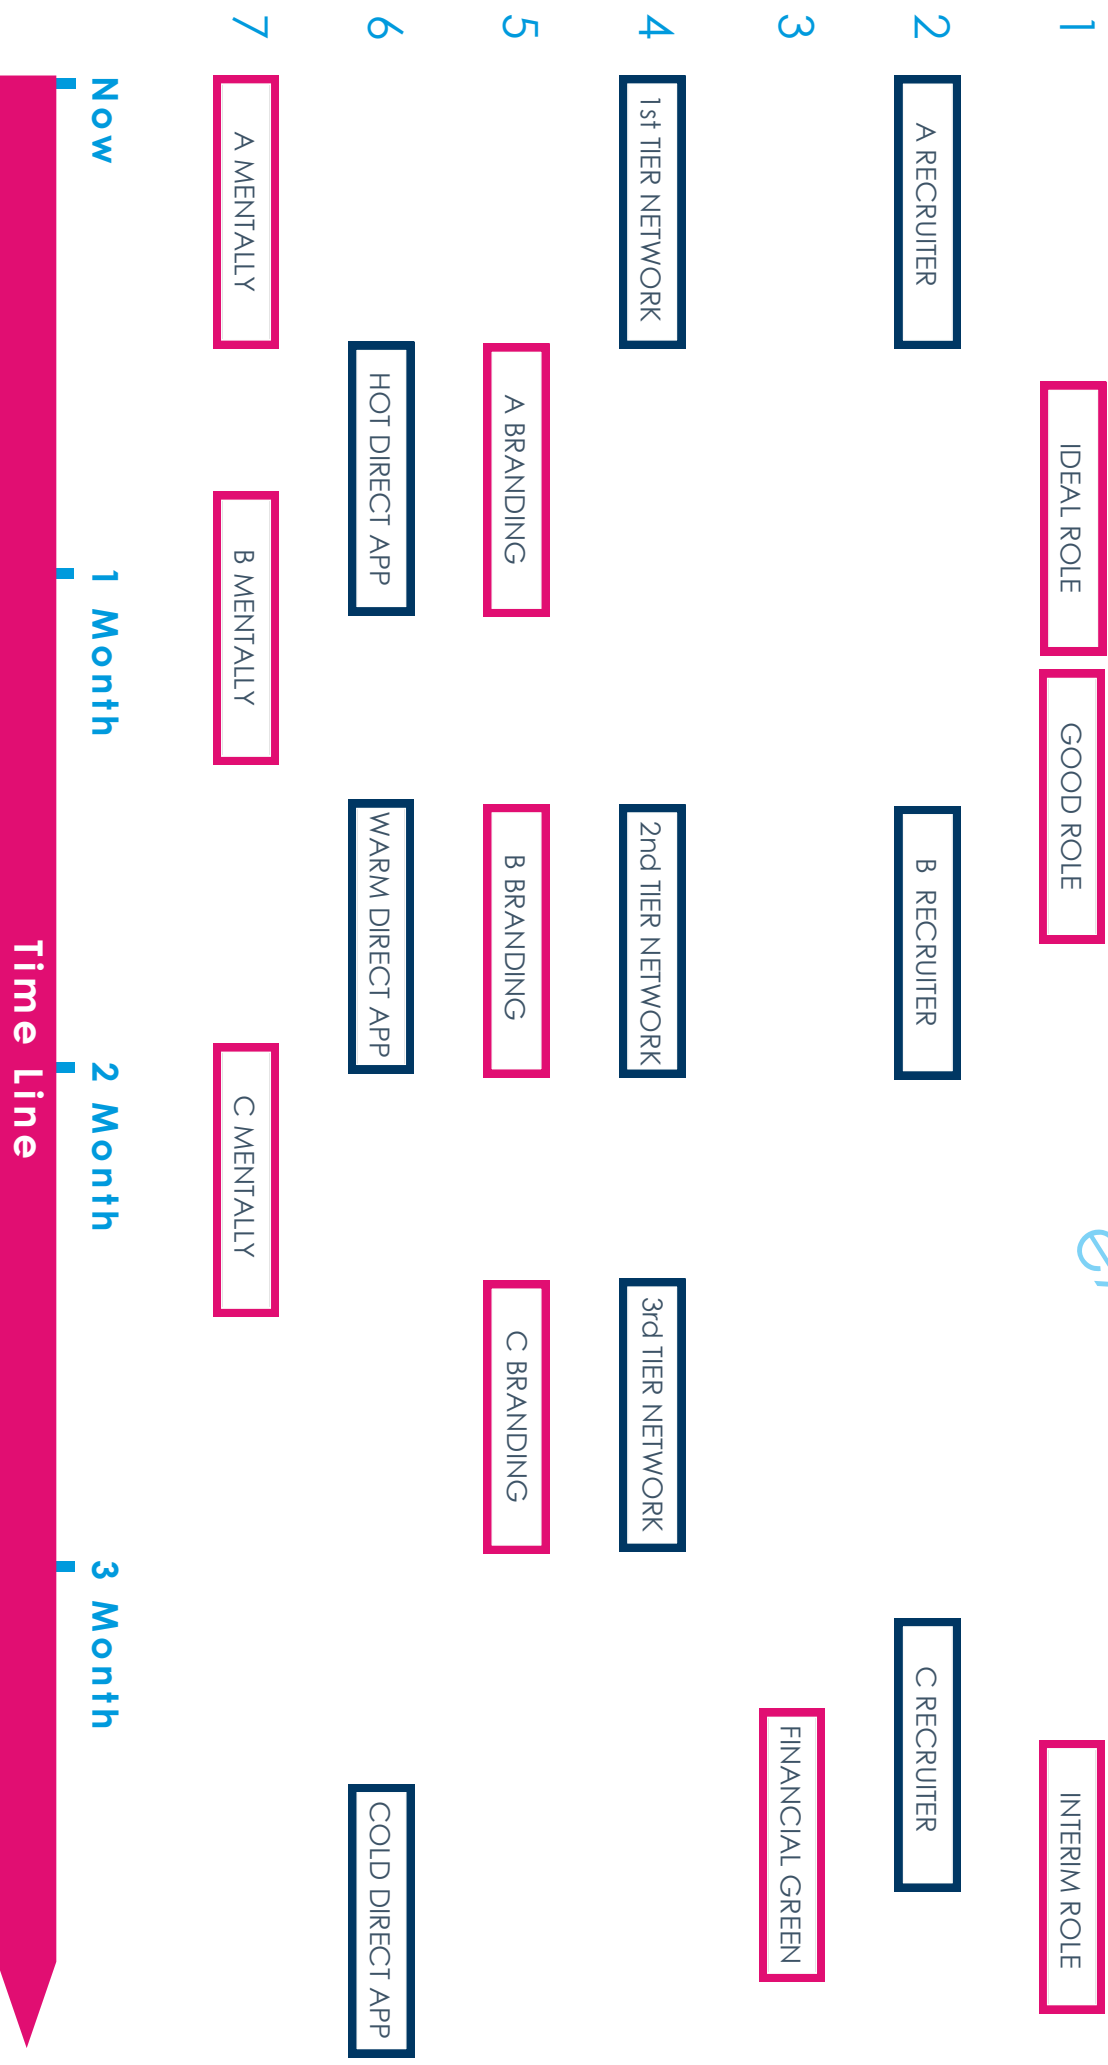 1
IDEAL ROLE
GOOD ROLE
INTERIM ROLE
2
A RECRUITER
B RECRUITER
C RECRUITER
3
FINANCIAL GREEN
4
1st TIER NETWORK
2nd TIER NETWORK
3rd TIER NETWORK
5
A BRANDING
B BRANDING
C BRANDING
6
HOT DIRECT APP
WARM DIRECT APP
COLD DIRECT APP
7
A MENTALLY
B MENTALLY
C MENTALLY
Now
1 Month
2 Month
3 Month
Time Line